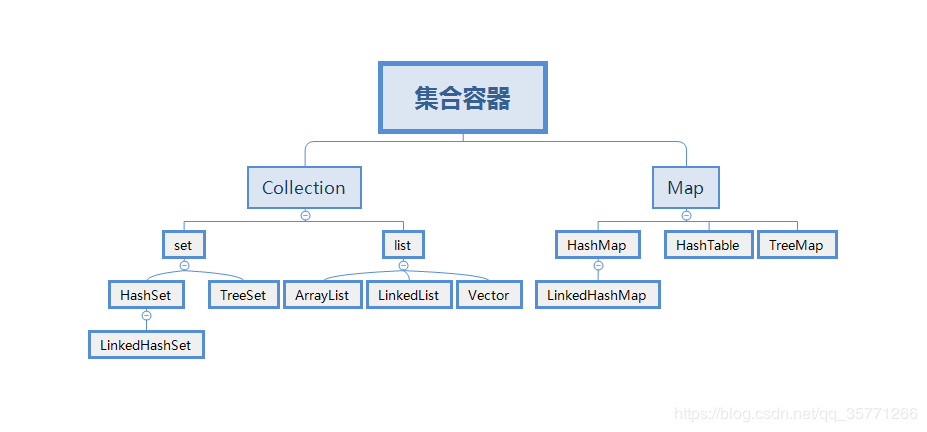 集合容器
Collection
Map
set
list
HashMap
HashTable
TreeMap
HashSet
TreeSet
ArrayList
LinkedList
Vector
LinkedHashMap
LinkedHashSet
https://blog.csdn.net/qq_35771266